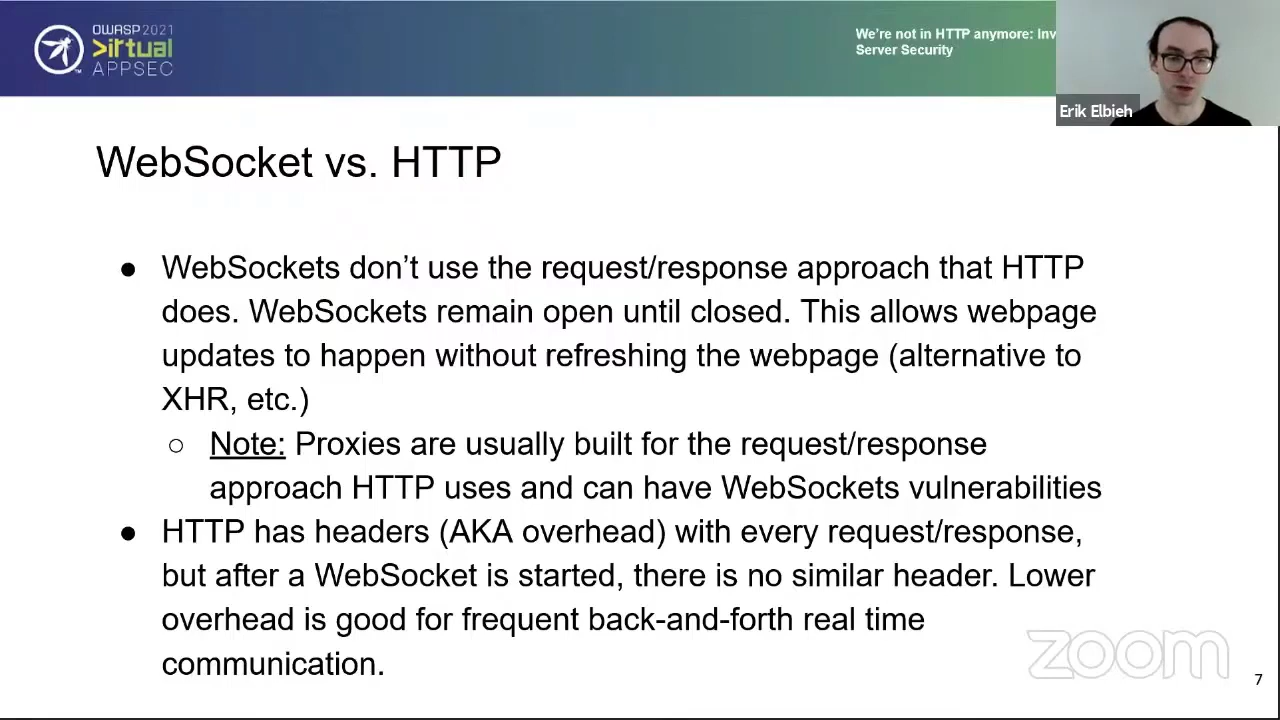 OWASP 2021
>irtual
APPSEC
We're not in HTTP anymore: Inv
Server Security
Erik Elbieh
WebSocket vs. HTTP
● WebSockets don't use the request/response approach that HTTP
does. WebSockets remain open until closed. This allows webpage
updates to happen without refreshing the webpage (alternative to
XHR, etc.)
○ Note: Proxies are usually built for the request/response
approach HTTP uses and can have WebSockets vulnerabilities
● HTTP has headers (AKA overhead) with every request/response,
but after a WebSocket is started, there is no similar header. Lower
overhead is good for frequent back-and-forth real time
communication.
zoom
7